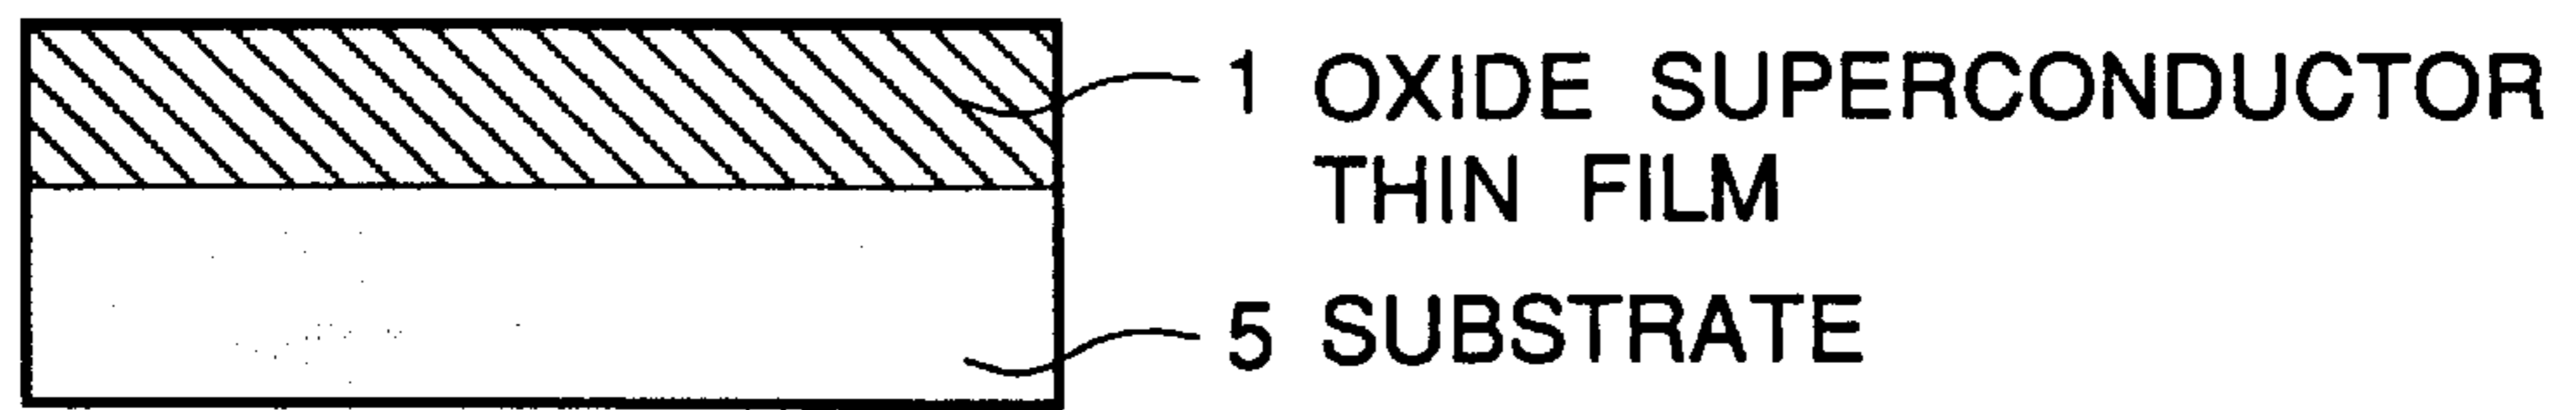 1 OXIDE SUPERCONDUCTOR
THIN FILM
5 SUBSTRATE